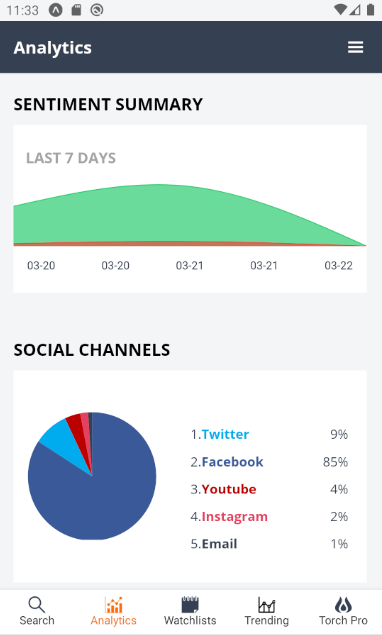 11:33
Analytics
SENTIMENT SUMMARY
LAST 7 DAYS
03-20 03-20 03-21 03-21 03-22
SOCIAL CHANNELS
1.Twitter 9%
2.Facebook 85%
3.Youtube 4%
4.Instagram 2%
5.Email 1%
Search Analytics Watchlists Trending Torch Pro